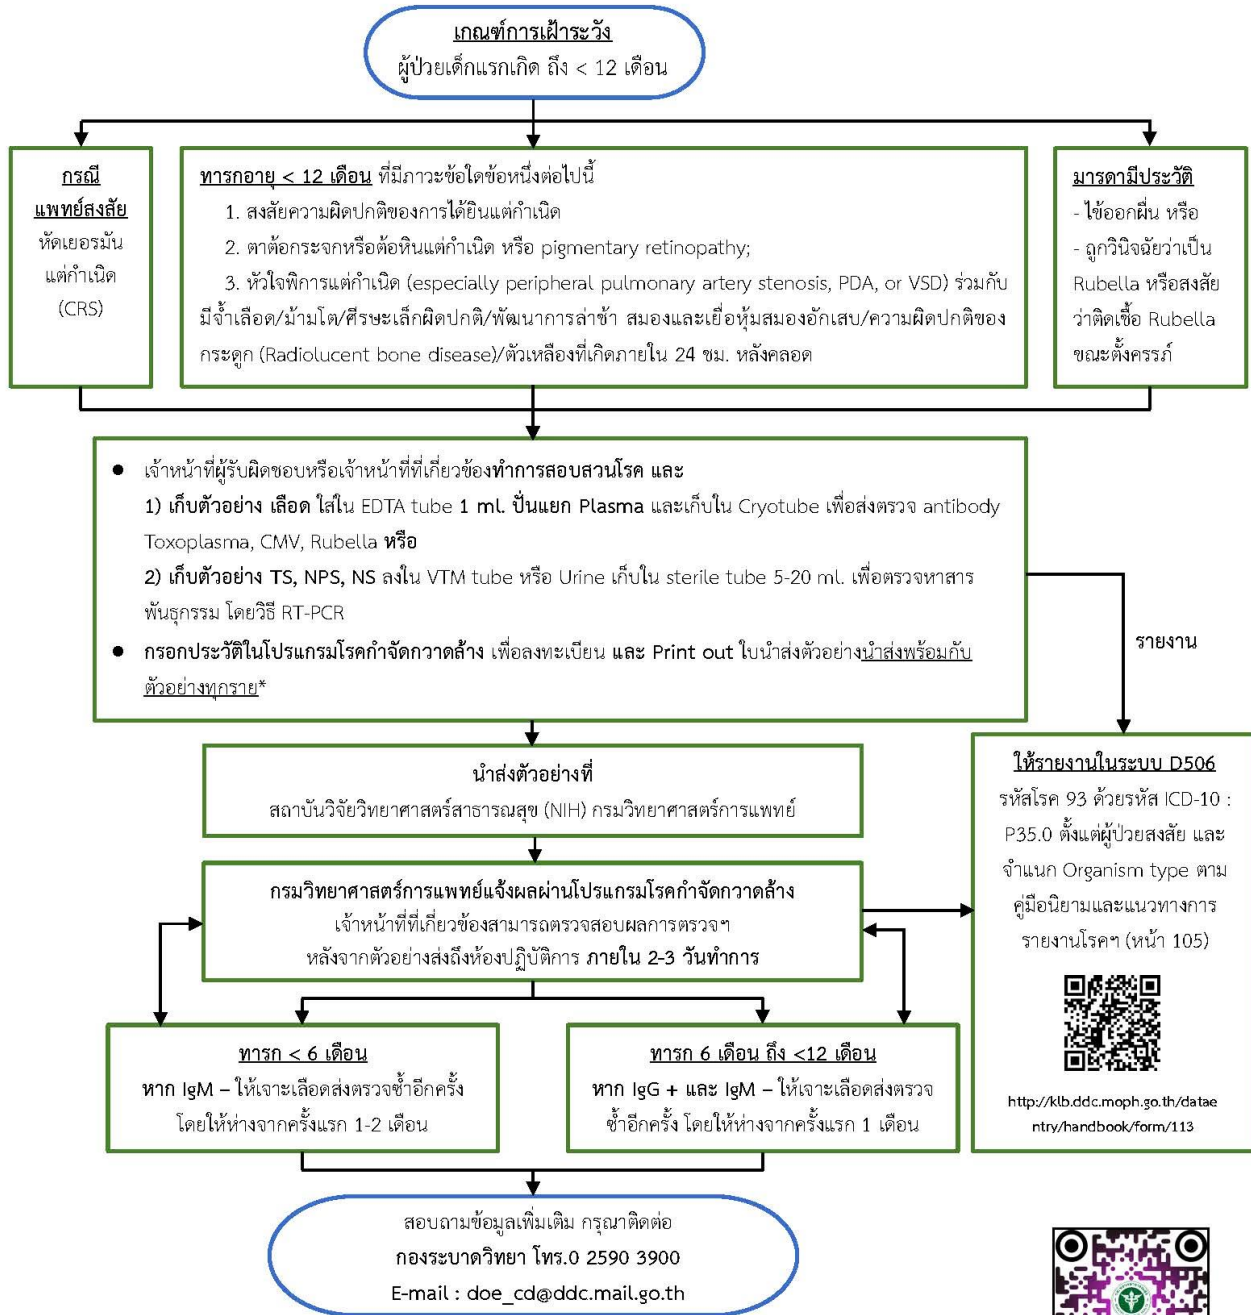 เกณฑ์การเฝ้าระวัง
ผู้ป่วยเด็กแรกเกิด ถึง < 12 เดือน
กรณี
แพทย์สงสัย
หัดเยอรมัน
แต่กำเนิด
(CRS)
ทารกอายุ < 12 เดือน ที่มีภาวะข้อใดข้อหนึ่งต่อไปนี้
1. สงสัยความผิดปกติของการได้ยินแต่กำเนิด
2. ตาต้อกระจกหรือต้อหินแต่กำเนิด หรือ pigmentary retinopathy;
3. หัวใจพิการแต่กำเนิด (especially peripheral pulmonary artery stenosis, PDA, or VSD) ร่วมกับ
มีจ้ำเลือด/ม้ามโต/ศีรษะเล็กผิดปกติ/พัฒนาการล่าช้า สมองและเยื่อหุ้มสมองอักเสบ/ความผิดปกติของ
กระดูก (Radiolucent bone disease)/ตัวเหลืองที่เกิดภายใน 24 ชม. หลังคลอด
มารดามีประวัติ
- ไข้ออกผื่น หรือ
- ถูกวินิจฉัยว่าเป็น
Rubella หรือสงสัย
ว่าติดเชื้อ Rubella
ขณะตั้งครรภ์
● เจ้าหน้าที่ผู้รับผิดชอบหรือเจ้าหน้าที่ที่เกี่ยวข้องทำการสอบสวนโรค และ
1) เก็บตัวอย่าง เลือด ใส่ใน EDTA tube 1 ml. ปั่นแยก Plasma และเก็บใน Cryotube เพื่อส่งตรวจ antibody
Toxoplasma, CMV, Rubella หรือ
2) เก็บตัวอย่าง TS, NPS, NS ลงใน VTM tube หรือ Urine เก็บใน sterile tube 5-20 ml. เพื่อตรวจหาสาร
พันธุกรรม โดยวิธี RT-PCR
● กรอกประวัติในโปรแกรมโรคกำจัดกวาดล้าง เพื่อลงทะเบียน และ Print out ใบนำส่งตัวอย่างนำส่งพร้อมกับ
ตัวอย่างทุกราย*
รายงาน
นำส่งตัวอย่างที่
สถาบันวิจัยวิทยาศาสตร์สาธารณสุข (NIH) กรมวิทยาศาสตร์การแพทย์
ให้รายงานในระบบ D506
รหัสโรค 93 ด้วยรหัส ICD-10 :
P35.0 ตั้งแต่ผู้ป่วยสงสัย และ
จำแนก Organism type ตาม
คู่มือนิยามและแนวทางการ
รายงานโรคฯ (หน้า 105)
http://klb.ddc.moph.go.th/datae
ntry/handbook/form/113
กรมวิทยาศาสตร์การแพทย์แจ้งผลผ่านโปรแกรมโรคกำจัดกวาดล้าง
เจ้าหน้าที่ที่เกี่ยวข้องสามารถตรวจสอบผลการตรวจฯ
หลังจากตัวอย่างส่งถึงห้องปฏิบัติการ ภายใน 2-3 วันทำการ
ทารก < 6 เดือน
หาก IgM – ให้เจาะเลือดส่งตรวจซ้ำอีกครั้ง
โดยให้ห่างจากครั้งแรก 1-2 เดือน
ทารก 6 เดือน ถึง <12 เดือน
หาก IgG + และ IgM – ให้เจาะเลือดส่งตรวจ
ซ้ำอีกครั้ง โดยให้ห่างจากครั้งแรก 1 เดือน
สอบถามข้อมูลเพิ่มเติม กรุณาติดต่อ
กองระบาดวิทยา โทร.0 2590 3900
E-mail : doe_cd@ddc.mail.go.th